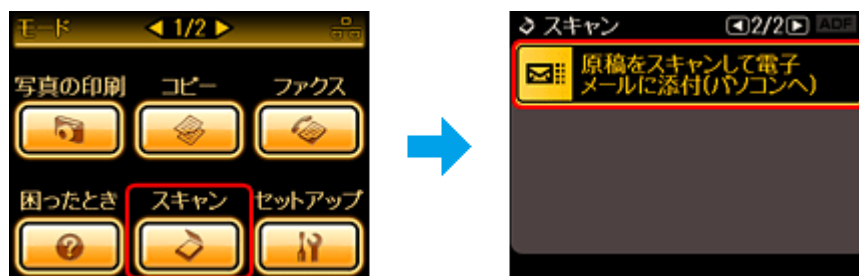 モード
1/2
写真の印刷
コピー
ファクス
困ったとき
スキャン
セットアップ
スキャン
2/2
ADF
原稿をスキャンして電子
メールに添付(パソコンへ)